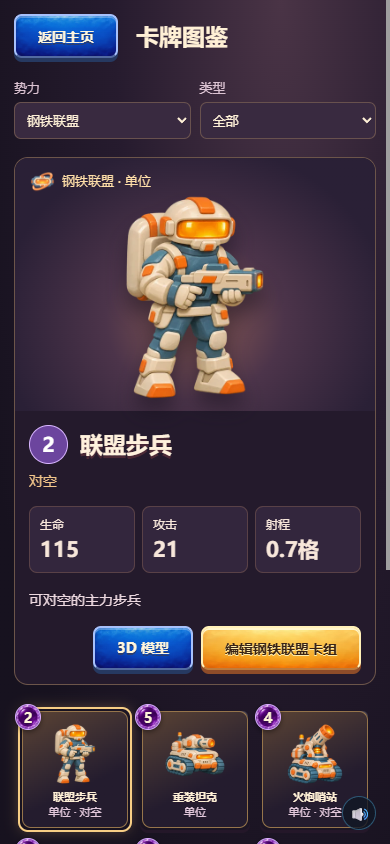 返回主页
卡牌图鉴
势力
类型
钢铁联盟
全部
钢铁联盟 · 单位
2
联盟步兵
对空
生命
115
攻击
21
射程
0.7格
可对空的主力步兵
3D 模型
编辑钢铁联盟卡组
2
联盟步兵
单位 · 对空
5
重装坦克
单位
4
火炮哨站
单位 · 对空